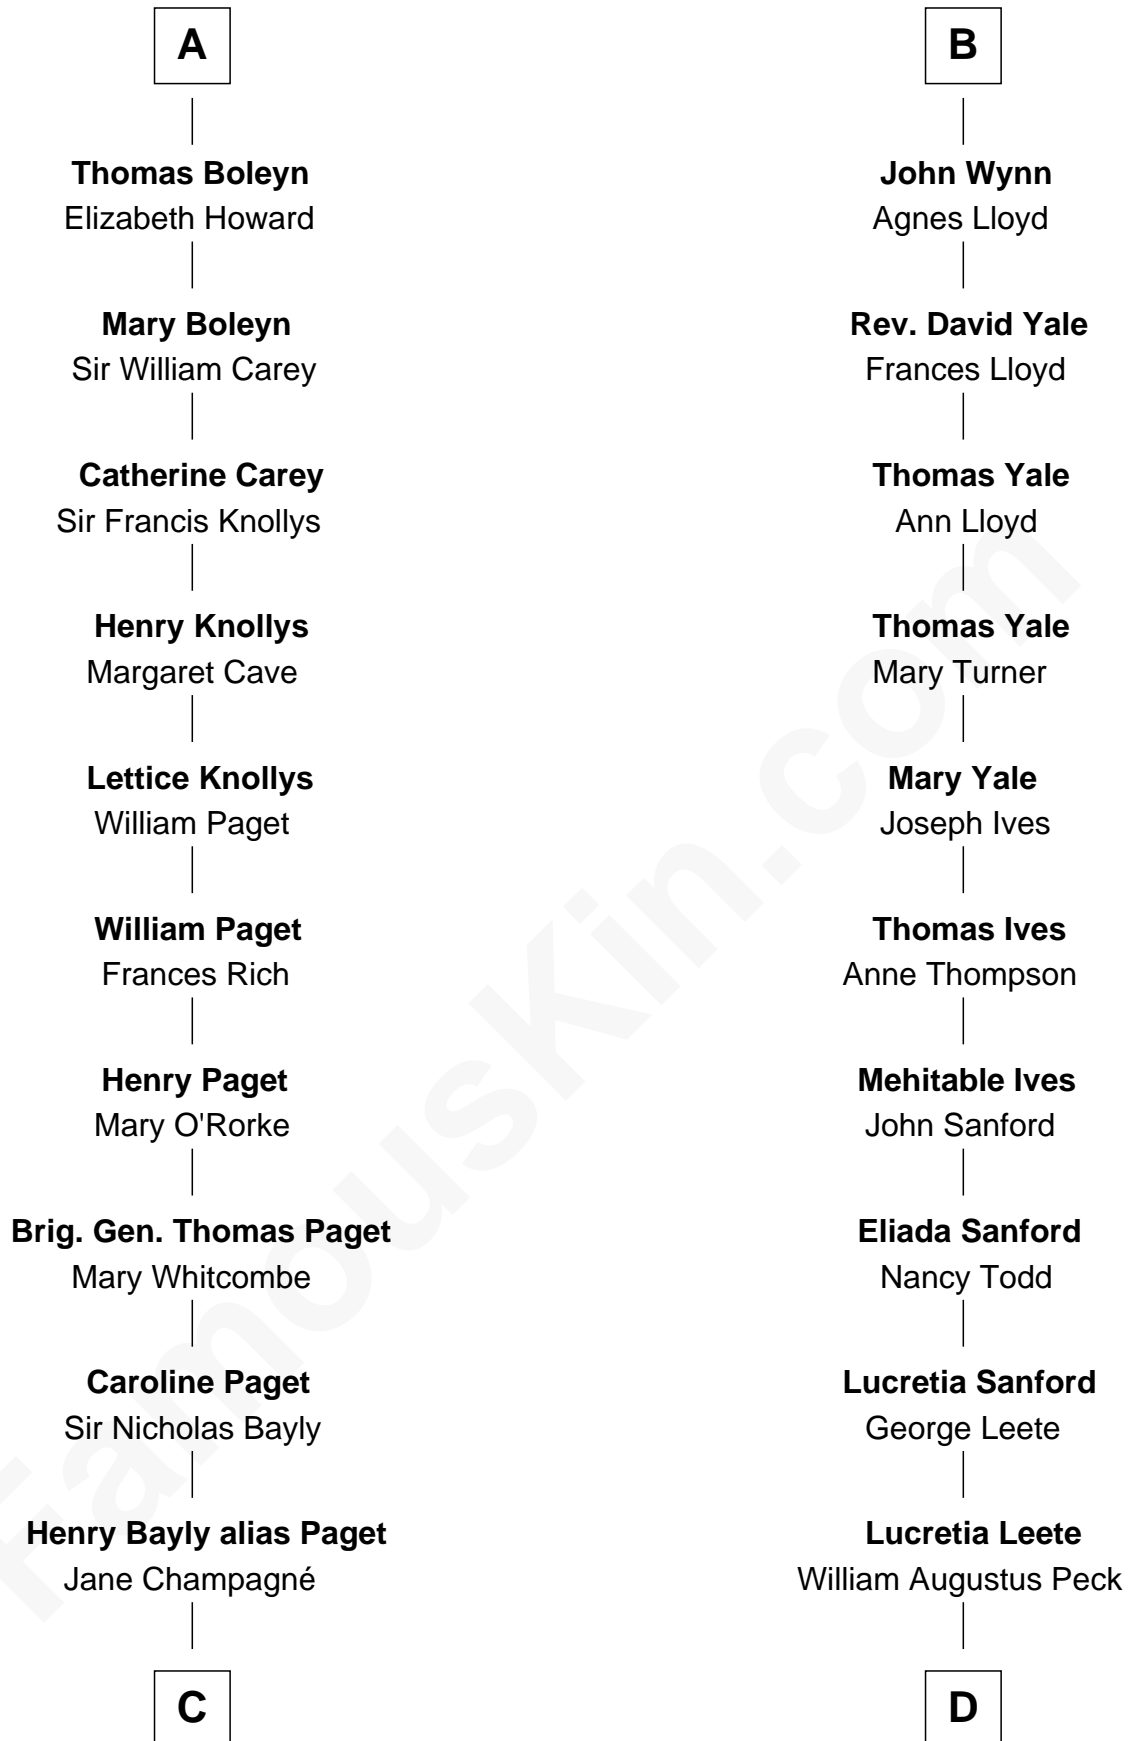 A
Thomas Boleyn
Elizabeth Howard
Mary Boleyn
Sir William Carey
Catherine Carey
Sir Francis Knollys
Henry Knollys
Margaret Cave
Lettice Knollys
William Paget
William Paget
Frances Rich
Henry Paget
Mary O'Rorke
Brig. Gen. Thomas Paget
Mary Whitcombe
Caroline Paget
Sir Nicholas Bayly
Henry Bayly alias Paget
Jane Champagné
C
B
John Wynn
Agnes Lloyd
Rev. David Yale
Frances Lloyd
Thomas Yale
Ann Lloyd
Thomas Yale
Mary Turner
Mary Yale
Joseph Ives
Thomas Ives
Anne Thompson
Mehitable Ives
John Sanford
Eliada Sanford
Nancy Todd
Lucretia Sanford
George Leete
Lucretia Leete
William Augustus Peck
D
FamousKin.com